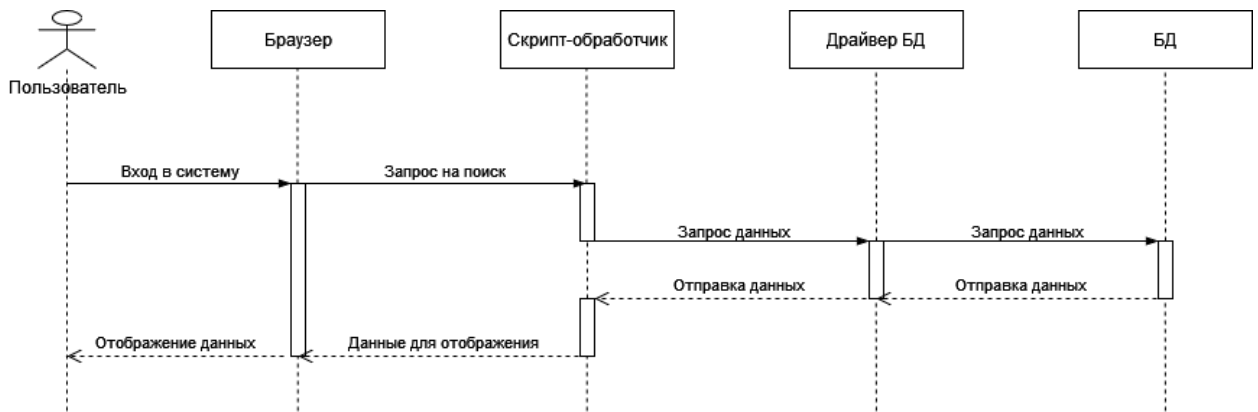 Браузер
Скрипт-обработчик
Драйвер БД
БД
Пользователь
Вход в систему
Запрос на поиск
Запрос данных
Запрос данных
Отправка данных
Отправка данных
Отображение данных
Данные для отображения